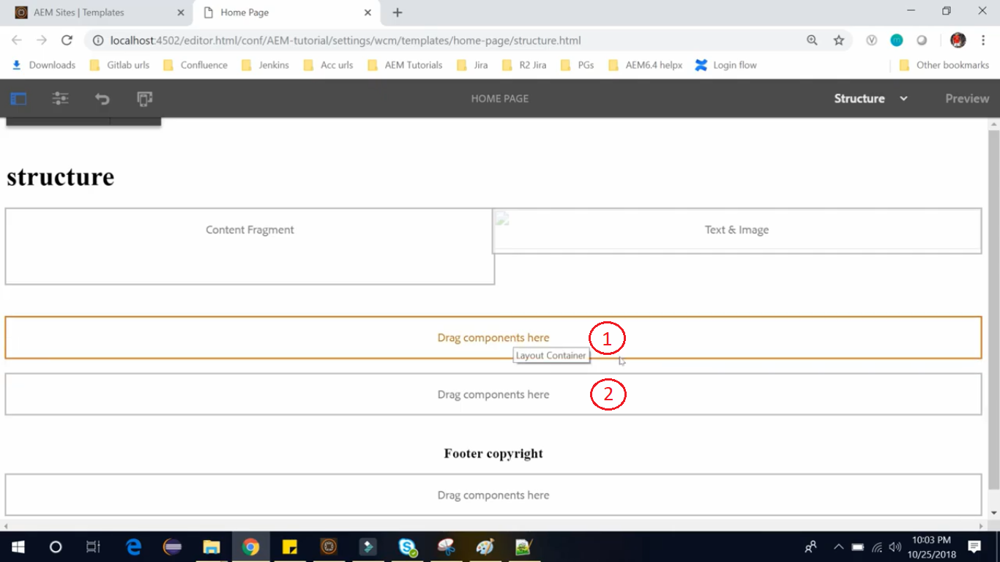 AEM Sites | Templates
Home Page
localhost:4502/editor.html/conf/AEM-tutorial/settings/wcm/templates/home-page/structure.html
Downloads Gitlab urls Confluence Jenkins Acc urls AEM Tutorials Jira R2 Jira PGs AEM6.4 helpx Login flow Other bookmarks
HOME PAGE Structure Preview
structure
Content Fragment Text & Image
Drag components here 1
Layout Container
Drag components here 2
Footer copyright
Drag components here
10:03 PM
10/25/2018